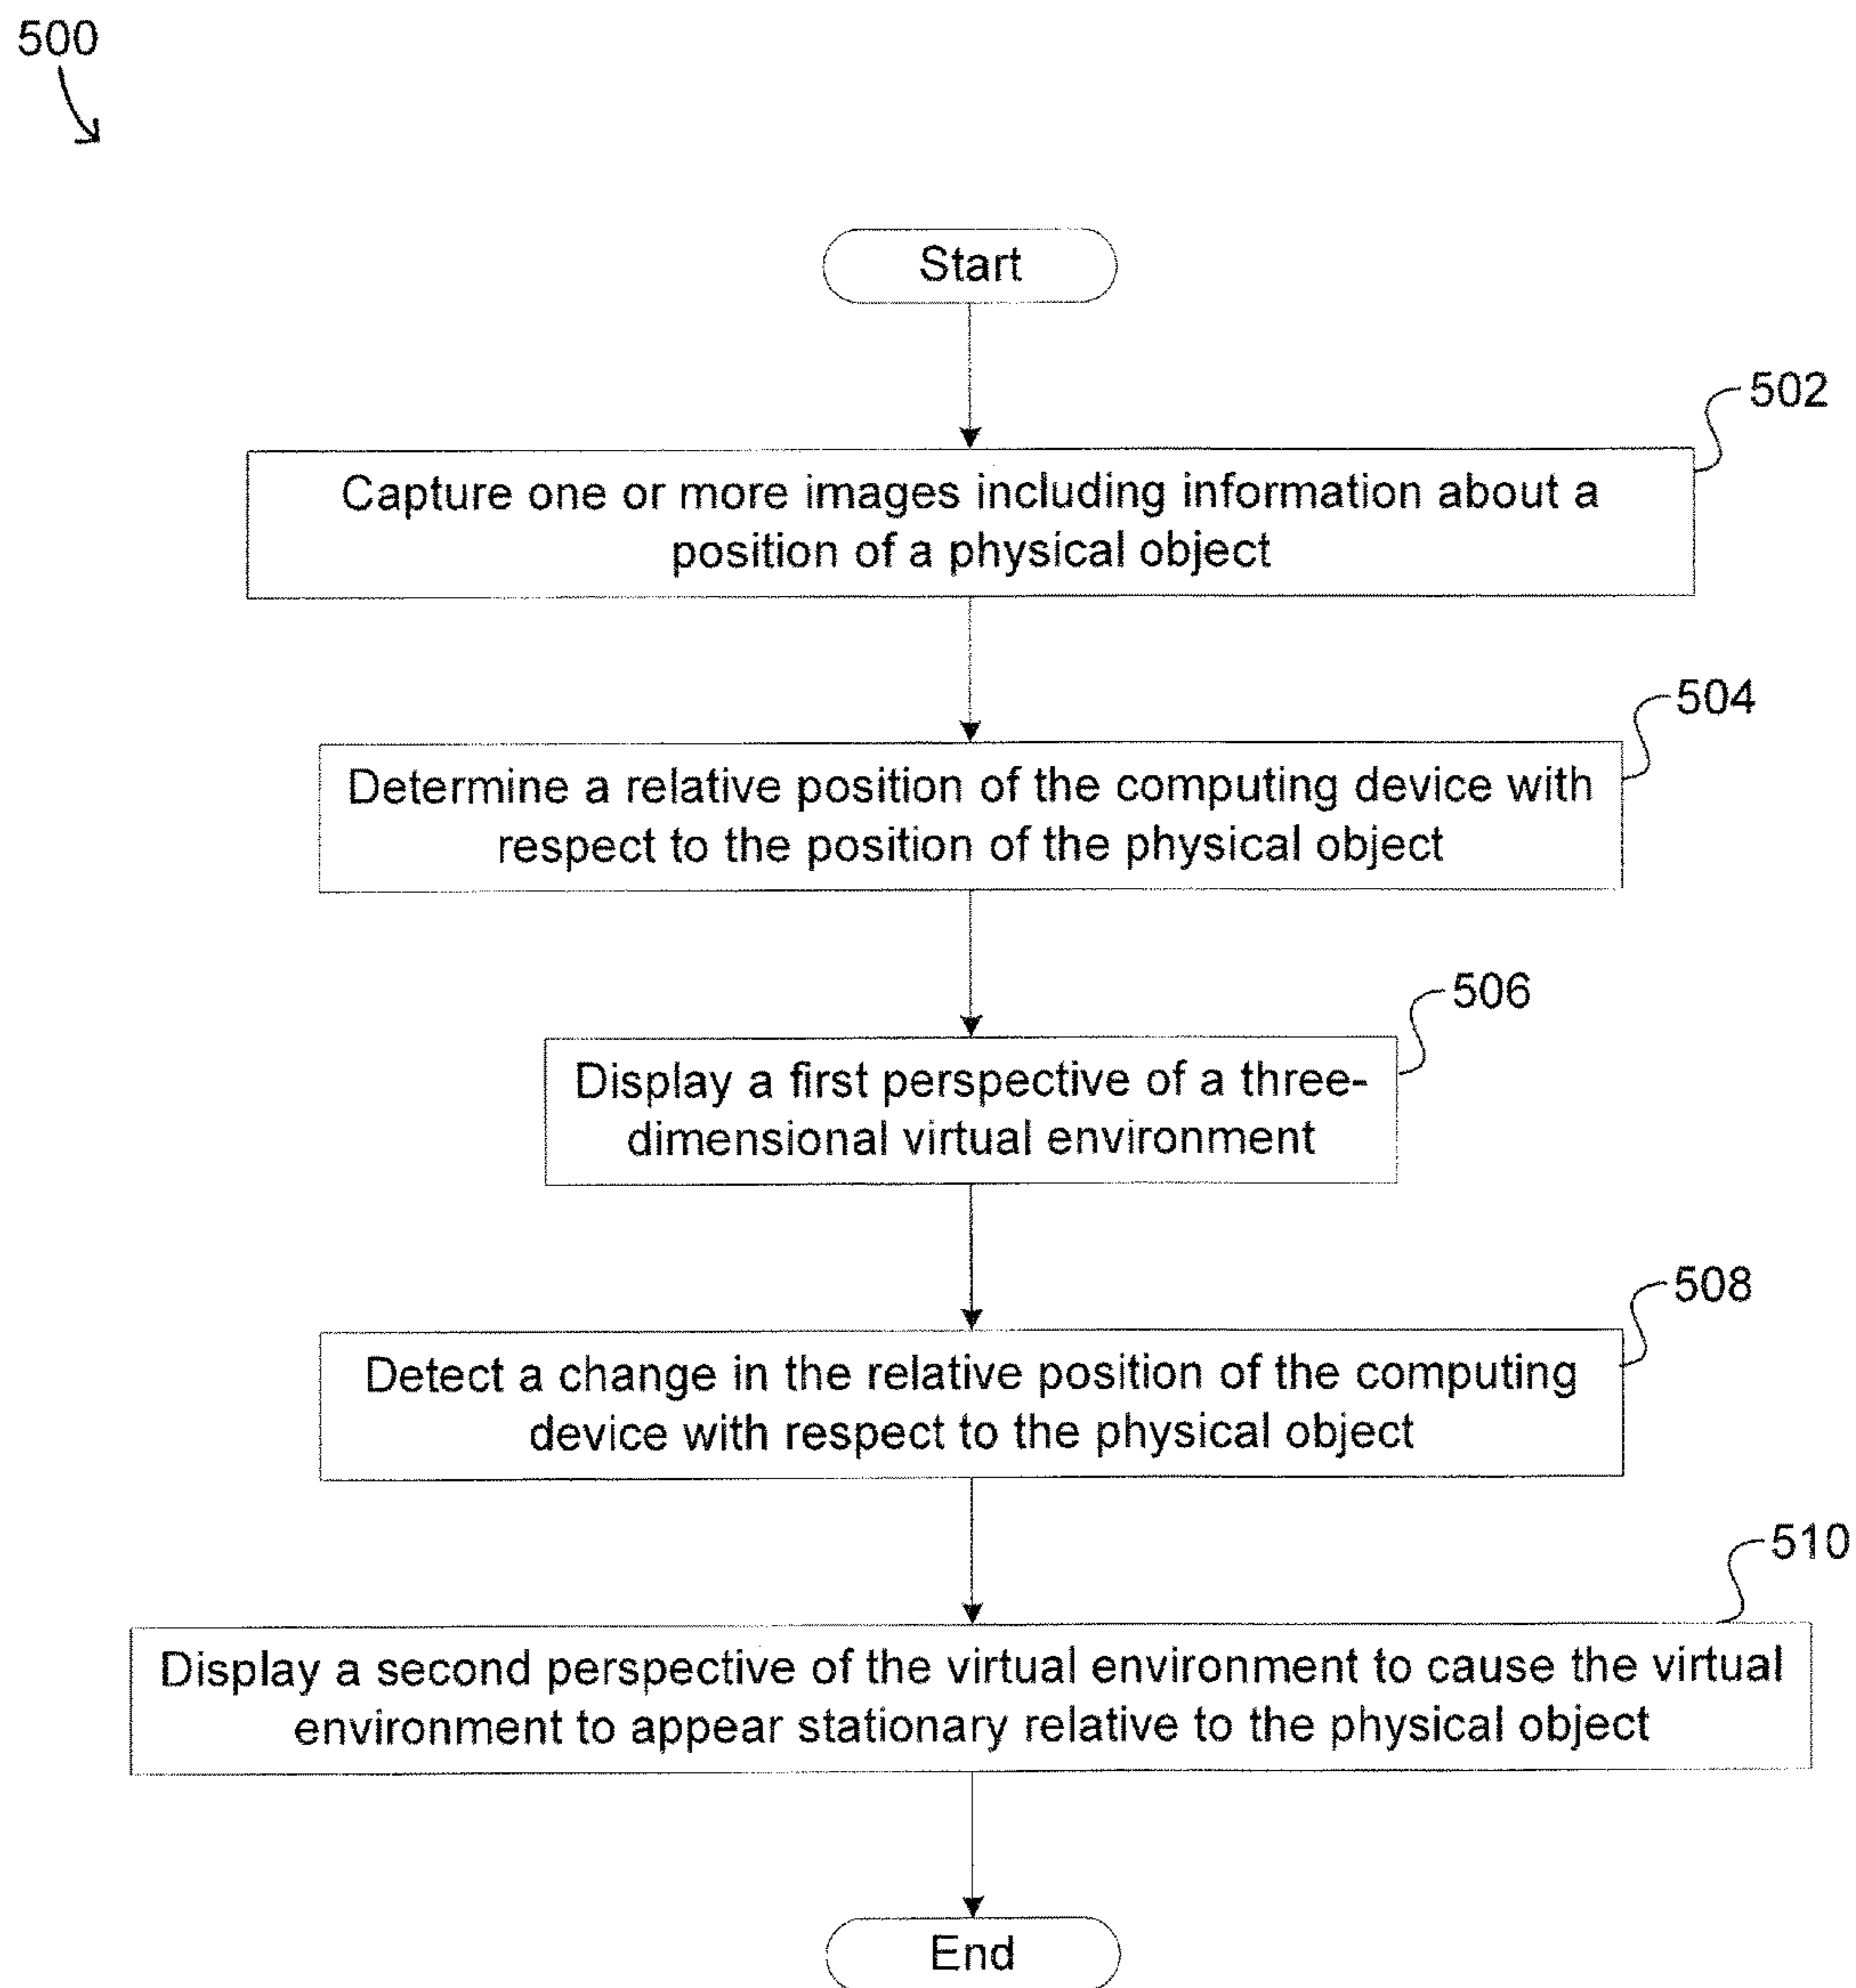 500
Start
502
Capture one or more images including information about a
position of a physical object
504
Determine a relative position of the computing device with
respect to the position of the physical object
506
Display a first perspective of a three-
dimensional virtual environment
508
Detect a change in the relative position of the computing
device with respect to the physical object
510
Display a second perspective of the virtual environment to cause the virtual
environment to appear stationary relative to the physical object
End